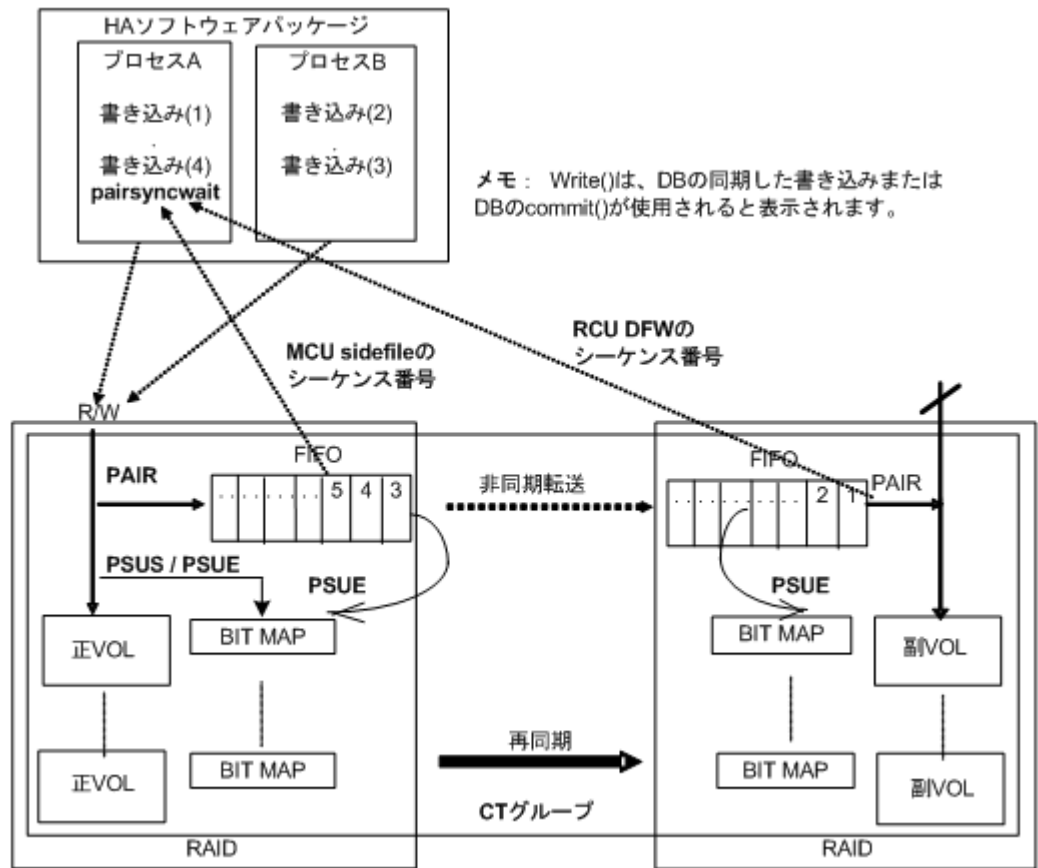 HAソフトウェアパッケージ
プロセスA
書き込み(1)
.
書き込み(4)
pairsyncwait
プロセスB
書き込み(2)
.
書き込み(3)
メモ： Write()は、DBの同期した書き込みまたは
DBのcommit()が使用されると表示されます。
MCU sidefileの
シーケンス番号
RCU DFWの
シーケンス番号
R/W
FIFO
PAIR
. . . . . . . . 5 4 3
非同期転送
FIFO
. . . . . . . . . . . 2 1
PAIR
PSUS / PSUE
PSUE
PSUE
正VOL
BIT MAP
BIT MAP
副VOL
再同期
正VOL
BIT MAP
BIT MAP
副VOL
CTグループ
RAID
RAID